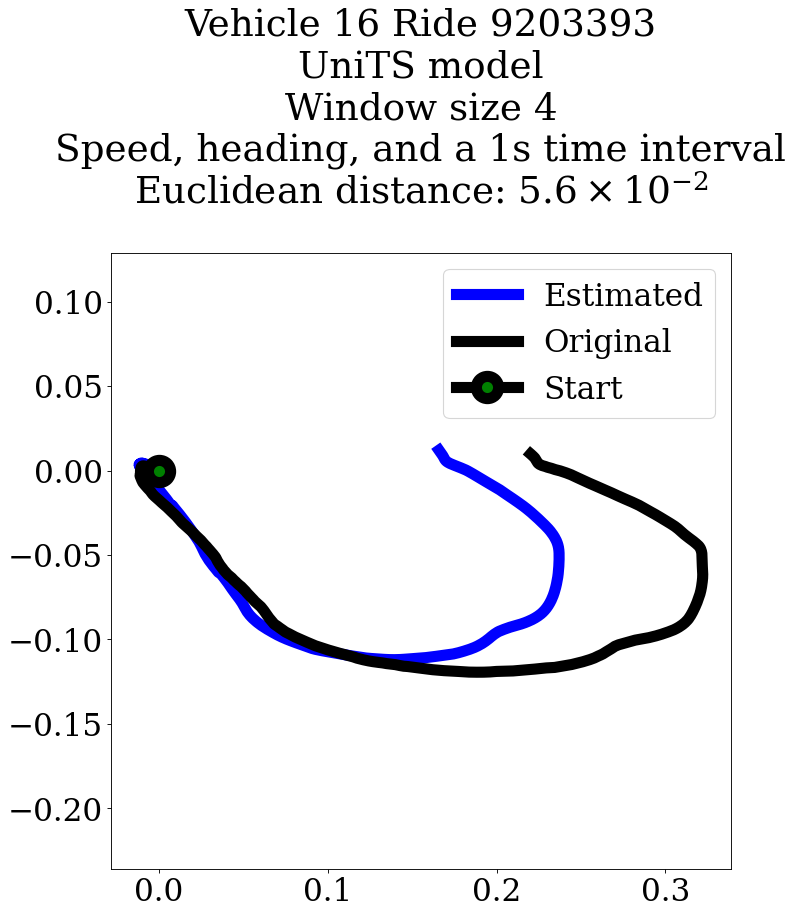 Vehicle 16 Ride 9203393
UniTS model
Window size 4
Speed, heading, and a 1s time interval
Euclidean distance: $5.6 \times 10^{-2}$
Estimated
Original
Start
0.10
0.05
0.00
−0.05
−0.10
−0.15
−0.20
0.0 0.1 0.2 0.3